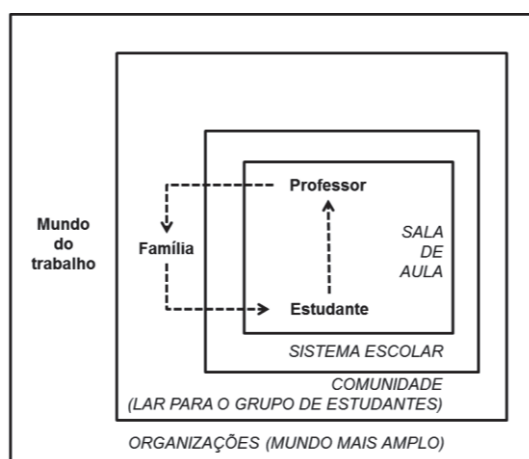 Professor
Mundo
do
trabalho
Família
SALA
DE
AULA
Estudante
SISTEMA ESCOLAR
COMUNIDADE
(LAR PARA O GRUPO DE ESTUDANTES)
ORGANIZAÇÕES (MUNDO MAIS AMPLO)